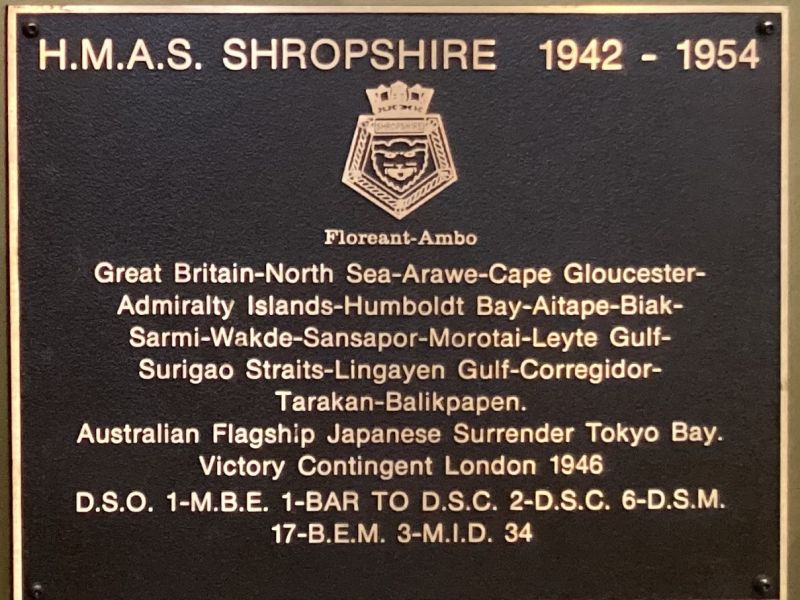 H.M.A.S. SHROPSHIRE 1942 - 1954
SHROPSHIRE
Floreant-Ambo
Great Britain-North Sea-Arawe-Cape Gloucester-
Admiralty Islands-Humboldt Bay-Aitape-Biak-
Sarmi-Wakde-Sansapor-Morotai-Leyte Gulf-
Surigao Straits-Lingayen Gulf-Corregidor-
Tarakan-Balikpapen.
Australian Flagship Japanese Surrender Tokyo Bay.
Victory Contingent London 1946
D.S.O. 1-M.B.E. 1-BAR TO D.S.C. 2-D.S.C. 6-D.S.M.
17-B.E.M. 3-M.I.D. 34